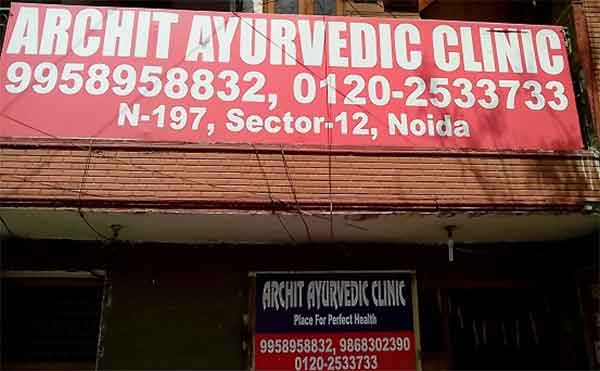 ARCHIT AYURVEDIC CLINIC
9958958832, 0120-2533733
N-197, Sector-12, Noida
ARCHIT AYURVEDIC CLINIC
Place For Perfect Health
9958958832, 9868302390
0120-2533733